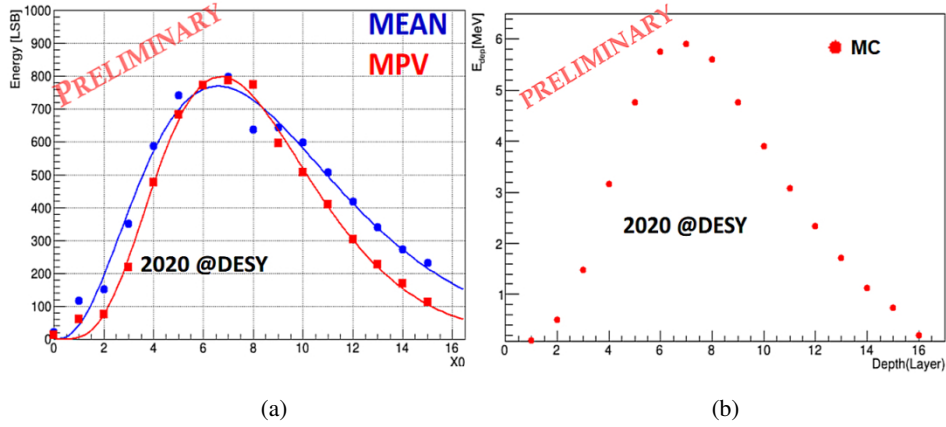 Energy [LSB]
1000
900
800
700
600
500
400
300
200
100
0
PRELIMINARY
MEAN
MPV
2020 @DESY
0 2 4 6 8 10 12 14 16
X0
(a)
E_dep[MeV]
6
5
4
3
2
1
PRELIMINARY
MC
2020 @DESY
0 2 4 6 8 10 12 14 16
Depth(Layer)
(b)